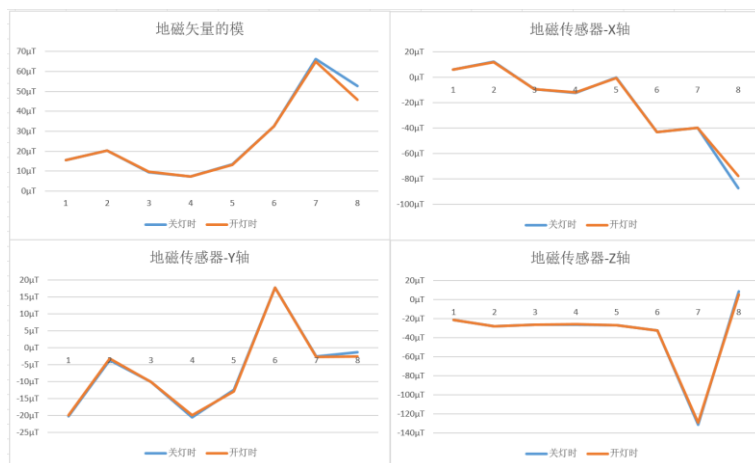 地磁矢量的模
70μT
60μT
50μT
40μT
30μT
20μT
10μT
0μT
1 2 3 4 5 6 7 8
关灯时 开灯时
地磁传感器-X轴
20μT
0μT
-20μT
-40μT
-60μT
-80μT
-100μT
1 2 3 4 5 6 7 8
关灯时 开灯时
地磁传感器-Y轴
20μT
15μT
10μT
5μT
0μT
-5μT
-10μT
-15μT
-20μT
-25μT
1 2 3 4 5 6 7 8
关灯时 开灯时
地磁传感器-Z轴
20μT
0μT
-20μT
-40μT
-60μT
-80μT
-100μT
-120μT
-140μT
1 2 3 4 5 6 7 8
关灯时 开灯时